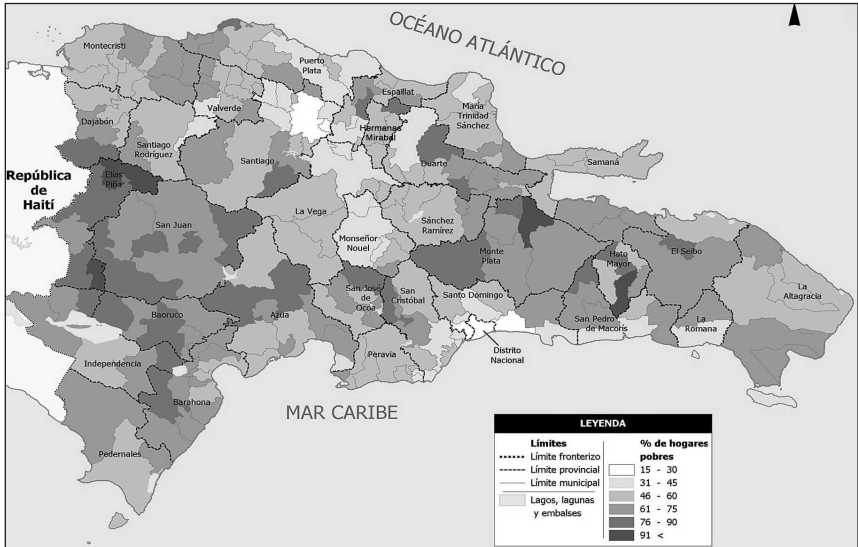 OCÉANO ATLÁNTICO
Montecristi
Puerto
Plata
Espaillat
Valverde
María
Trinidad
Sánchez
Dajabón
Hermanas
Mirabal
Santiago
Rodríguez
Santiago
Duarte
Samaná
República
de
Haití
Elías
Piña
La Vega
San Juan
Sánchez
Ramírez
Monseñor
Nouel
Monte
Plata
Hato
Mayor
El Seibo
La
Altagracia
San José
de
Ocoa
San
Cristóbal
Santo Domingo
Baoruco
Azua
San Pedro
de Macorís
La
Romana
Distrito
Nacional
Peravia
Independencia
Barahona
MAR CARIBE
Pedernales
LEYENDA
Límites
Límite fronterizo
Límite provincial
Límite municipal
Lagos, lagunas
y embalses
% de hogares
pobres
15 - 30
31 - 45
46 - 60
61 - 75
76 - 90
91 <